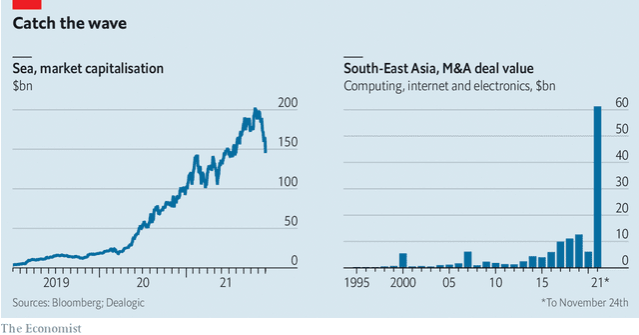 Catch the wave
Sea, market capitalisation
$bn
200
150
100
50
0
2019
20
21
South-East Asia, M&A deal value
Computing, internet and electronics, $bn
60
50
40
30
20
10
0
1995
2000
05
10
15
21*
Sources: Bloomberg; Dealogic
*To November 24th
The Economist